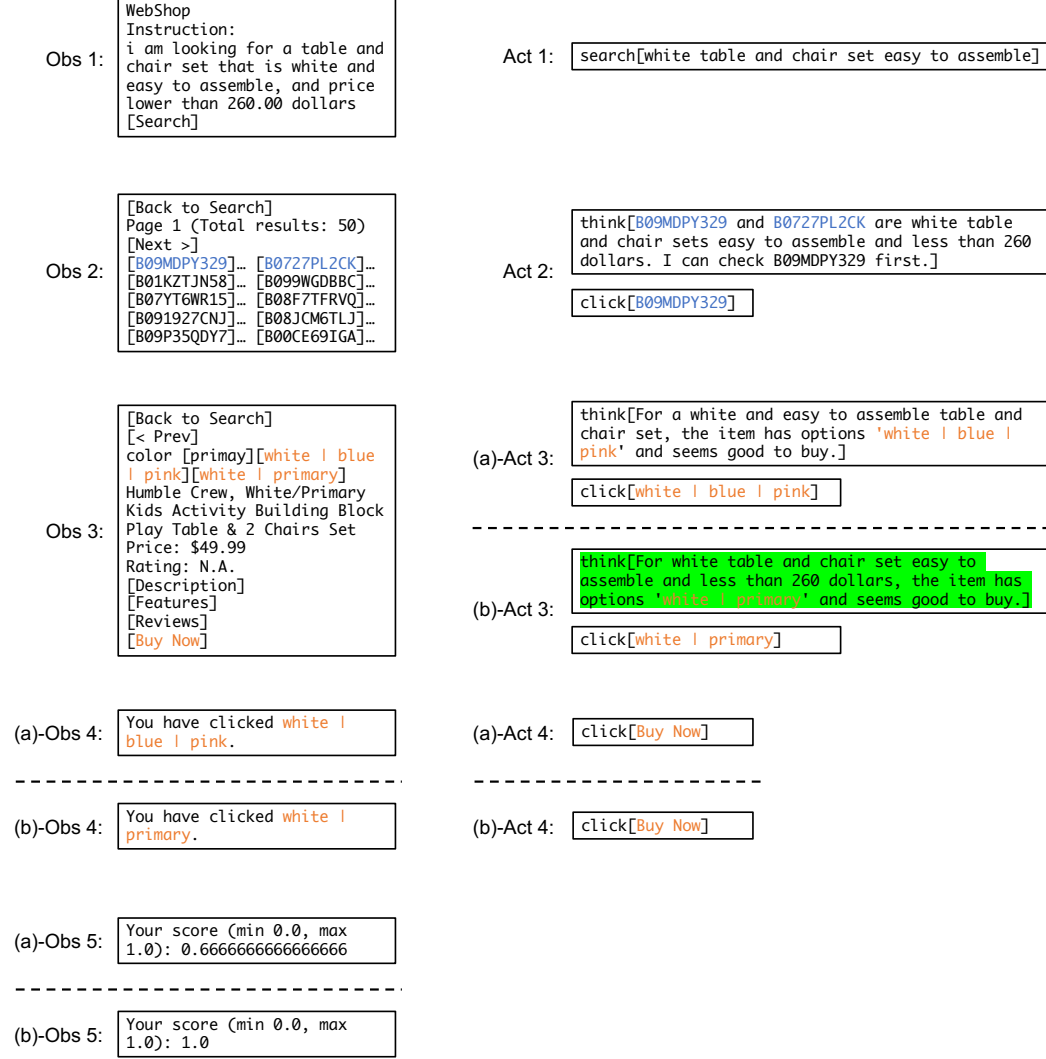 WebShop
Instruction:
i am looking for a table and
chair set that is white and
easy to assemble, and price
lower than 260.00 dollars
[Search]
Obs 1:
Act 1:
search[white table and chair set easy to assemble]
Obs 2:
[Back to Search]
Page 1 (Total results: 50)
[Next >]
[B09MDPY329]… [B0727PL2CK]…
[B01KZTJN58]… [B099WGDBBC]…
[B07YT6WR15]… [B08F7TFRVQ]…
[B091927CNJ]… [B08JCM6TLJ]…
[B09P35QDY7]… [B00CE69IGA]…
Act 2:
think[B09MDPY329 and B0727PL2CK are white table
and chair sets easy to assemble and less than 260
dollars. I can check B09MDPY329 first.]
click[B09MDPY329]
Obs 3:
[Back to Search]
[< Prev]
color [primay][white | blue
| pink][white | primary]
Humble Crew, White/Primary
Kids Activity Building Block
Play Table & 2 Chairs Set
Price: $49.99
Rating: N.A.
[Description]
[Features]
[Reviews]
[Buy Now]
(a)-Act 3:
think[For a white and easy to assemble table and
chair set, the item has options 'white | blue |
pink' and seems good to buy.]
click[white | blue | pink]
(b)-Act 3:
think[For white table and chair set easy to
assemble and less than 260 dollars, the item has
options 'white | primary' and seems good to buy.]
click[white | primary]
(a)-Obs 4:
You have clicked white |
blue | pink.
(a)-Act 4:
click[Buy Now]
(b)-Obs 4:
You have clicked white |
primary.
(b)-Act 4:
click[Buy Now]
(a)-Obs 5:
Your score (min 0.0, max
1.0): 0.6666666666666666
(b)-Obs 5:
Your score (min 0.0, max
1.0): 1.0